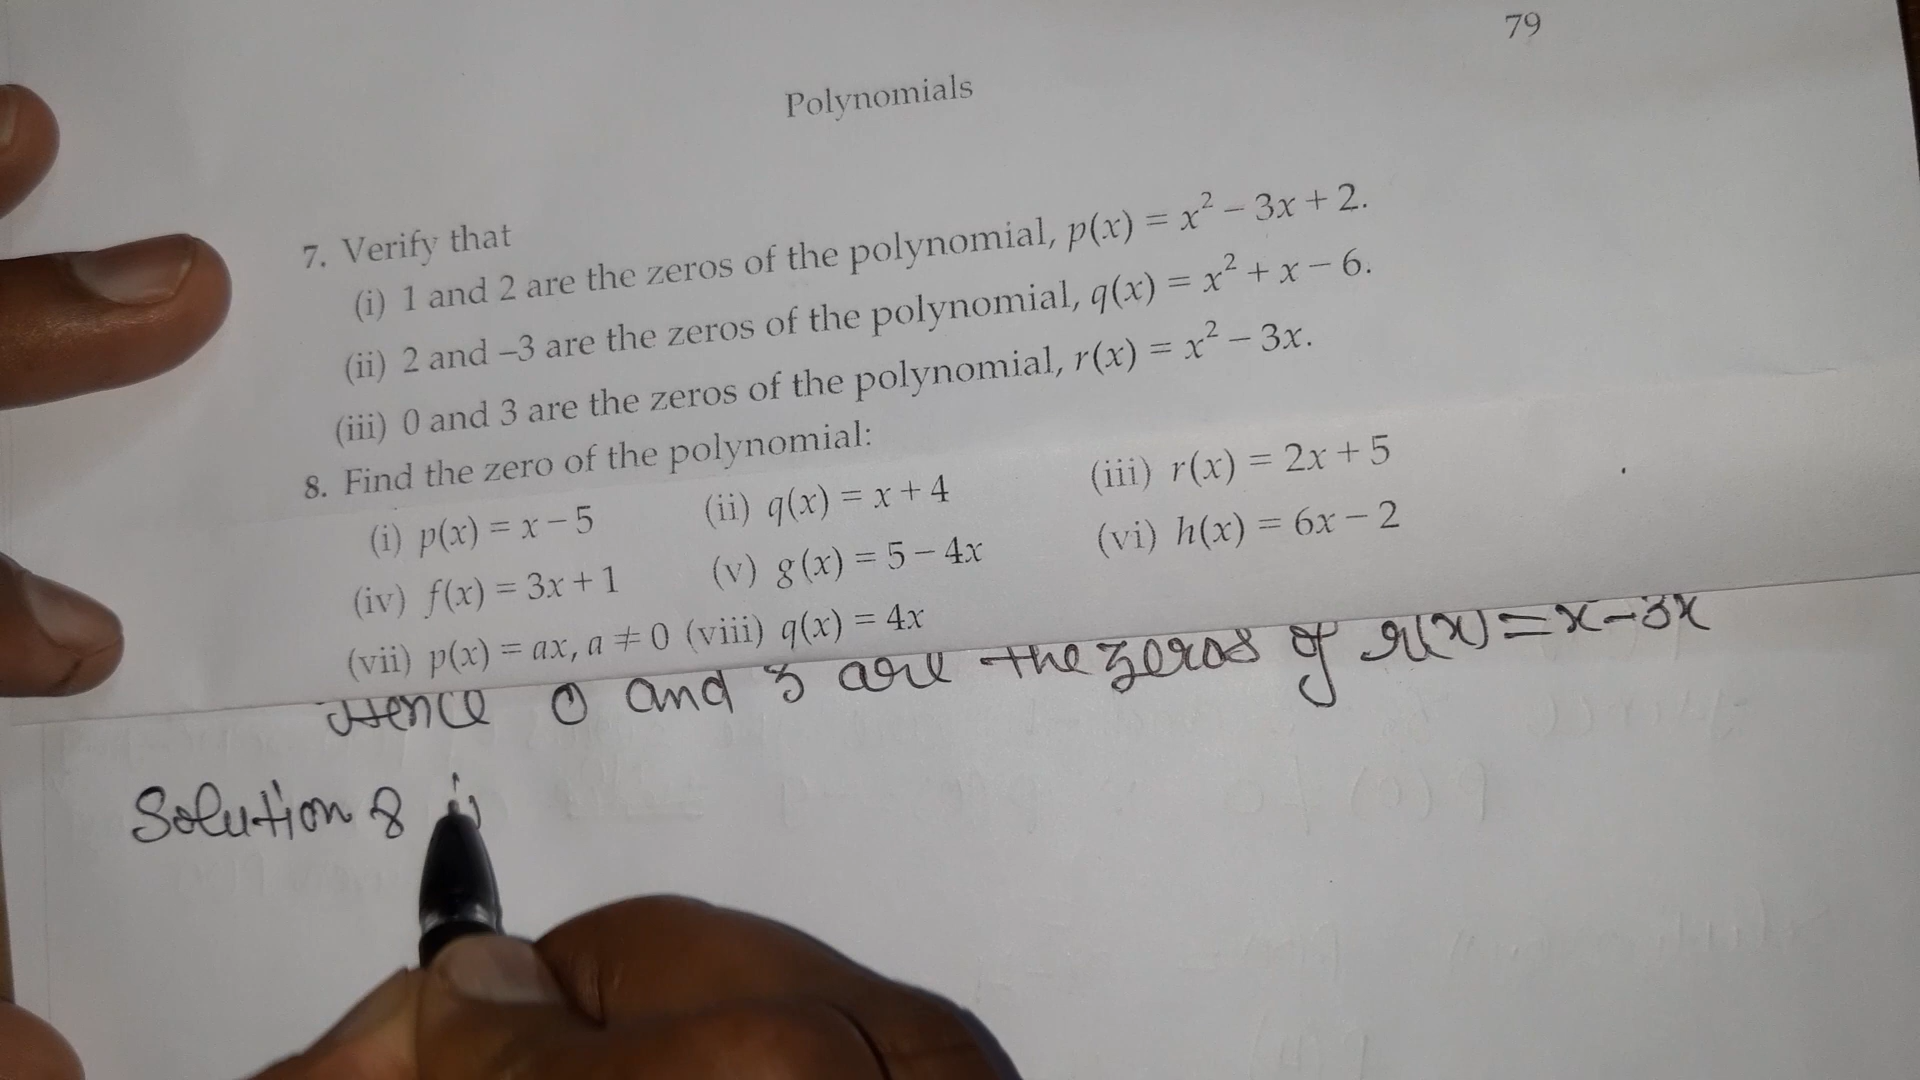 79
Polynomials
7. Verify that
(i) 1 and 2 are the zeros of the polynomial, p(x) = x² – 3x + 2.
(ii) 2 and –3 are the zeros of the polynomial, q(x) = x² + x – 6.
(iii) 0 and 3 are the zeros of the polynomial, r(x) = x² – 3x.
8. Find the zero of the polynomial:
(i) p(x) = x – 5 (ii) q(x) = x + 4 (iii) r(x) = 2x + 5
(iv) f(x) = 3x + 1 (v) g(x) = 5 – 4x (vi) h(x) = 6x – 2
(vii) p(x) = ax, a ≠ 0 (viii) q(x) = 4x
Hence 0 and 3 are the zeros of r(x) = x – 3x
Solution 8 i)